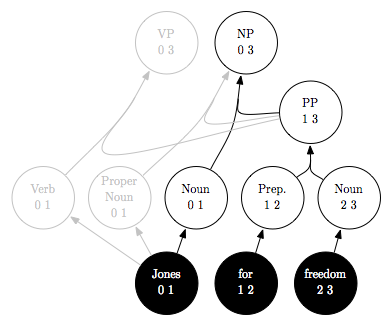 VP
0 3
NP
0 3
PP
1 3
Verb
0 1
Proper
Noun
0 1
Noun
0 1
Prep.
1 2
Noun
2 3
Jones
0 1
for
1 2
freedom
2 3